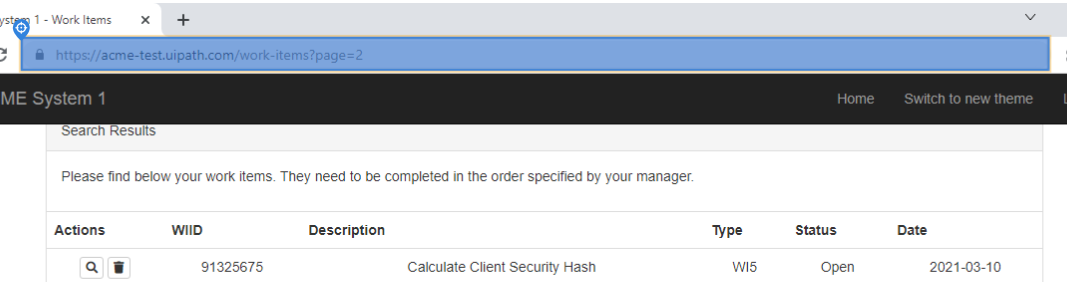 ystem 1 - Work Items
https://acme-test.uipath.com/work-items?page=2
ME System 1 Home Switch to new theme
Search Results
Please find below your work items. They need to be completed in the order specified by your manager.
Actions WIID Description Type Status Date
91325675 Calculate Client Security Hash WI5 Open 2021-03-10